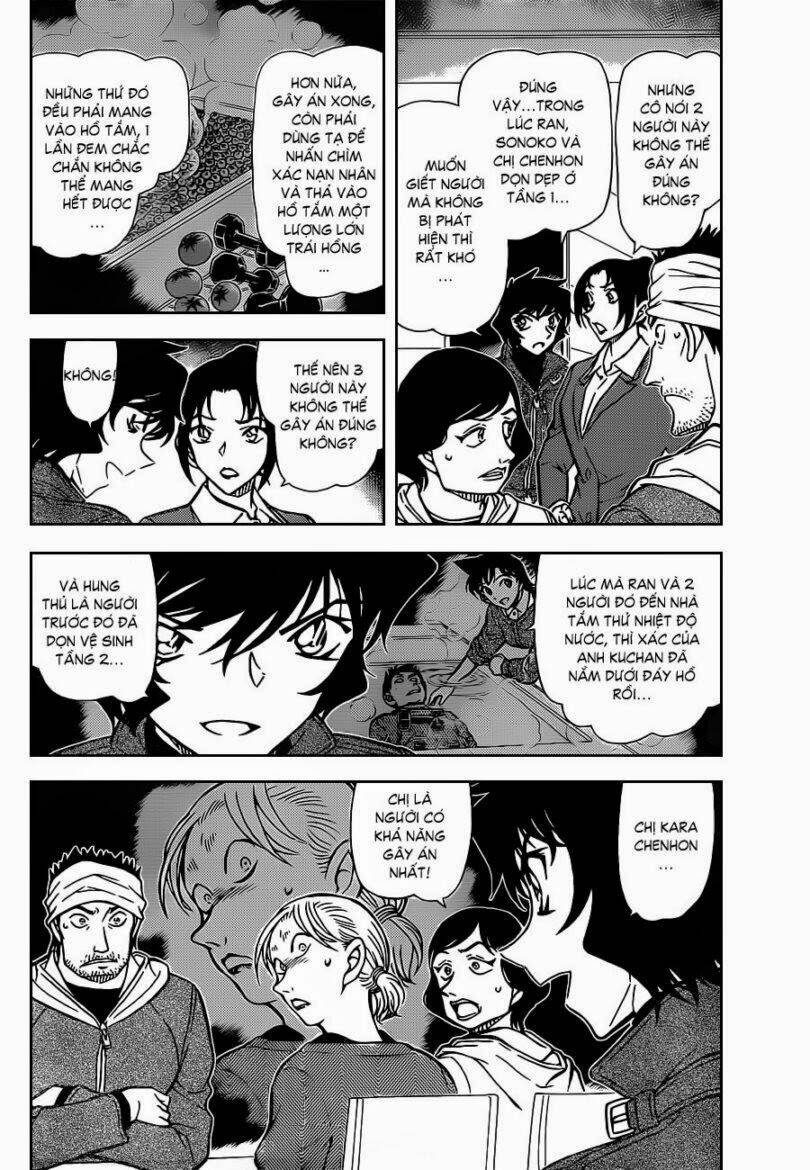 NHƯNG
CÔ NÓI 2
NGƯỜI NÀY
KHÔNG THỂ
GÂY ÁN
ĐÚNG
KHÔNG?
ĐÚNG
VẬY...TRONG
LÚC RAN,
SONOKO VÀ
CHỊ CHENHON
DỌN DẸP Ở
TẦNG 1...
MUỐN
GIẾT NGƯỜI
MÀ KHÔNG
BỊ PHÁT
HIỆN THÌ
RẤT KHÓ
...
HƠN NỮA,
GÂY ÁN XONG,
CÒN PHẢI
DÙNG TẠ ĐỂ
NHẤN CHÌM
XÁC NẠN NHÂN
VÀ THẢ VÀO
HỒ TẮM MỘT
LƯỢNG LỚN
TRÁI HỒNG
...
NHỮNG THỨ ĐÓ
ĐỀU PHẢI MANG
VÀO HỒ TẮM, 1
LẦN ĐEM CHẮC
CHẮN KHÔNG
THỂ MANG
HẾT ĐƯỢC
...
THẾ NÊN 3
NGƯỜI NÀY
KHÔNG THỂ
GÂY ÁN ĐÚNG
KHÔNG?
KHÔNG!
LÚC MÀ RAN VÀ 2
NGƯỜI ĐÓ ĐẾN NHÀ
TẮM THỬ NHIỆT ĐỘ
NƯỚC, THÌ XÁC CỦA
ANH KUCHAN ĐÃ
NẰM DƯỚI ĐÁY HỒ
RỒI...
VÀ HUNG
THỦ LÀ NGƯỜI
TRƯỚC ĐÓ ĐÃ
DỌN VỆ SINH
TẦNG 2...
CHỊ KARA
CHENHON...
CHỊ LÀ
NGƯỜI CÓ
KHẢ NĂNG
GÂY ÁN
NHẤT!